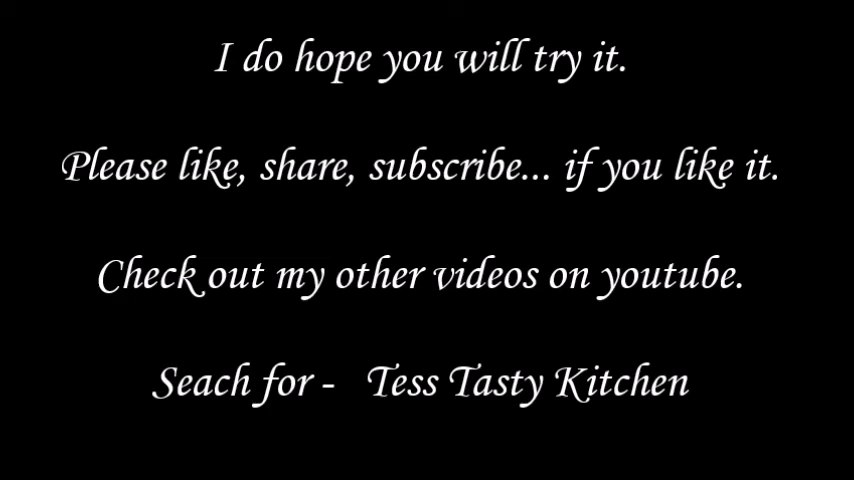 I do hope you will try it.
Please like, share, subscribe... if you like it.
Check out my other videos on youtube.
Seach for - Tess Tasty Kitchen